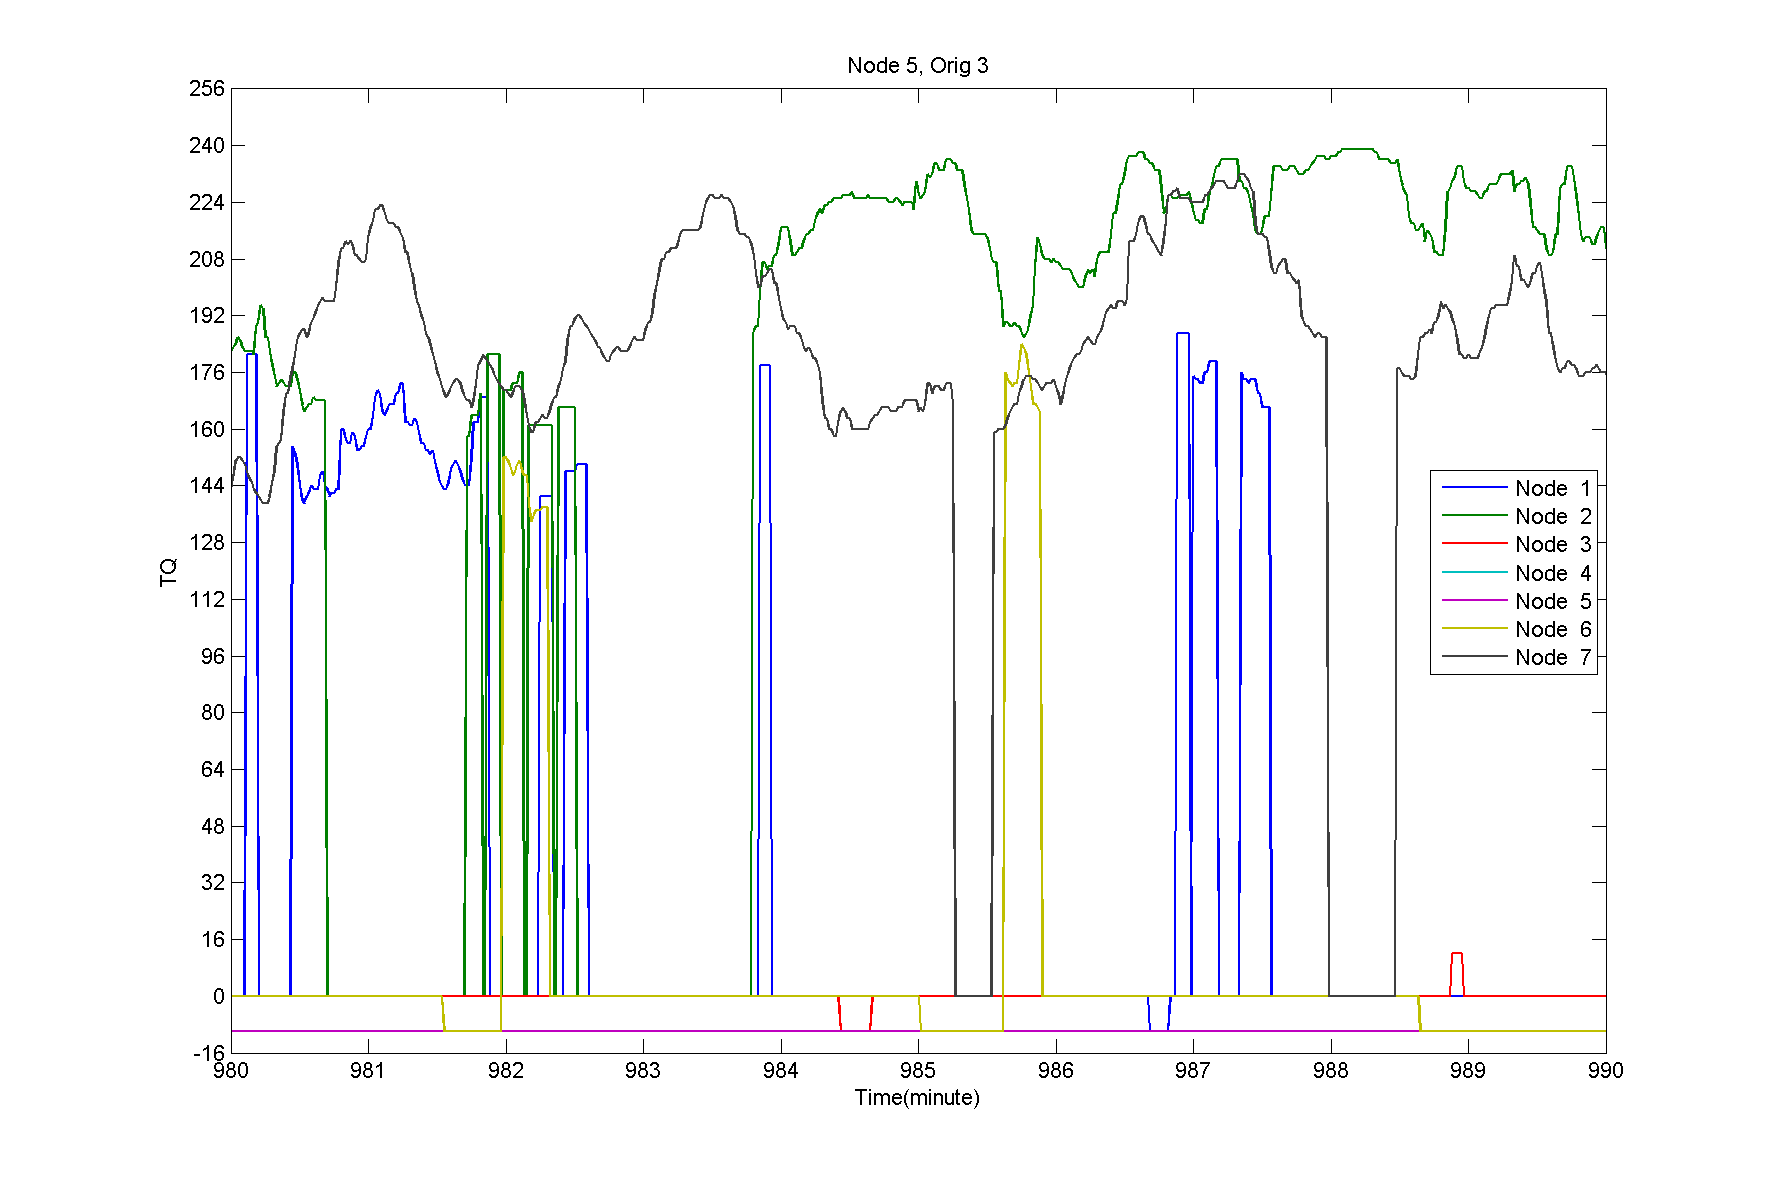 Node 5, Orig 3
256
240
224
208
192
176
160
144
128
112
96
80
64
48
32
16
0
-16
TQ
980 981 982 983 984 985 986 987 988 989 990
Time(minute)
Node 1
Node 2
Node 3
Node 4
Node 5
Node 6
Node 7